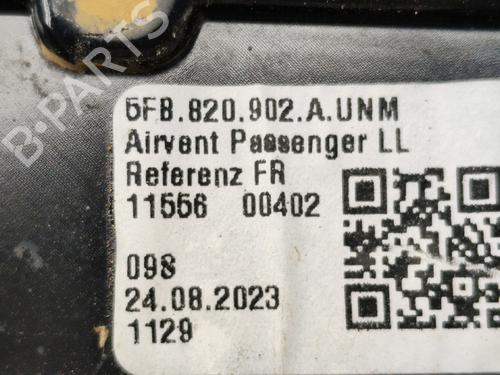 B-PARTS
5FB.820.902.A.UNM
Airvent Passenger LL
Referenz FR
11556 00402
098
24.08.2023
1129